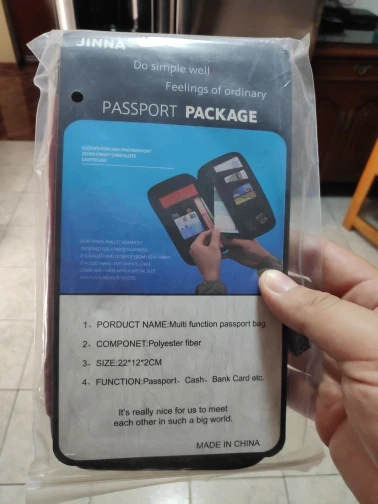 JINNA
Do simple well
Feelings of ordinary
PASSPORT PACKAGE
1、PORDUCT NAME:Multi function passport bag
2、COMPONET:Polyester fiber
3、SIZE:22*12*2CM
4、FUNCTION:Passport、Cash、Bank Card etc.
It's really nice for us to meet
each other in such a big world.
MADE IN CHINA